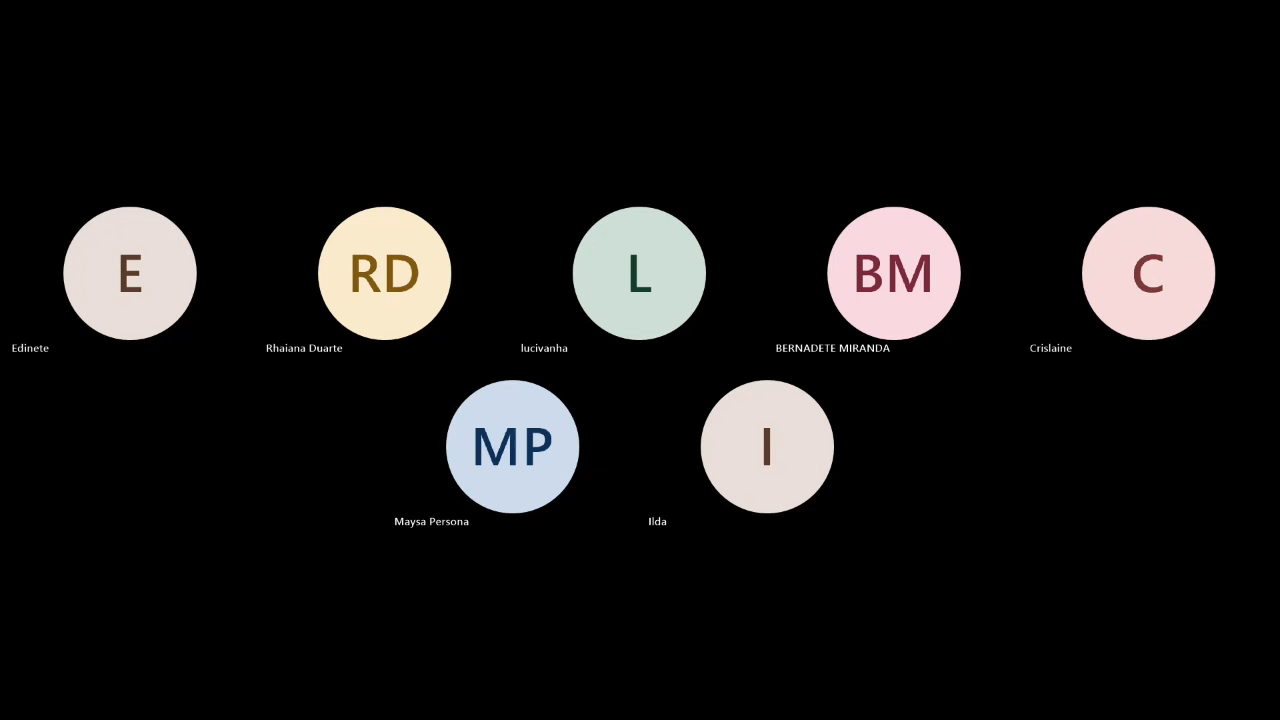 E
RD
L
BM
C
Edinete
Rhaiana Duarte
lucivanha
BERNADETE MIRANDA
Crislaine
MP
I
Maysa Persona
Ilda